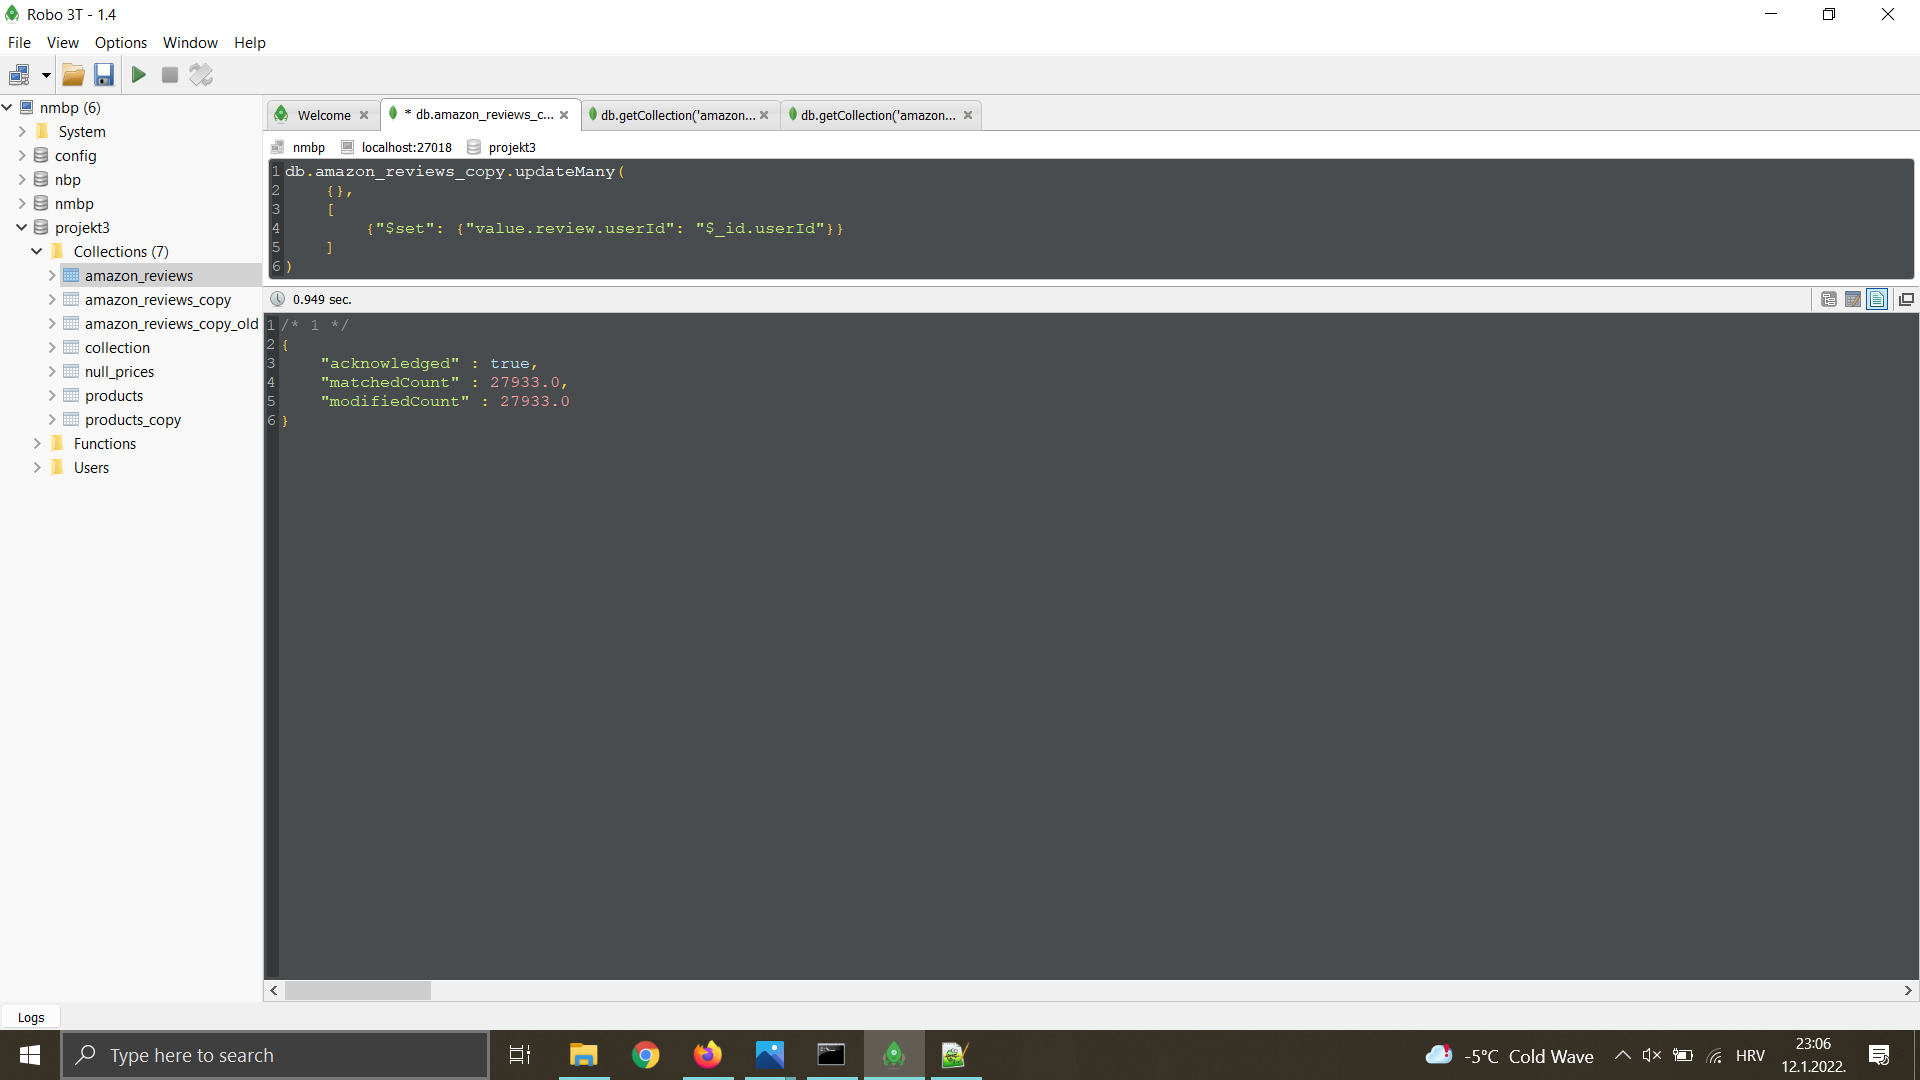 Robo 3T - 1.4
File View Options Window Help
nmbp (6)
System
config
nbp
nmbp
projekt3
Collections (7)
amazon_reviews
amazon_reviews_copy
amazon_reviews_copy_old
collection
null_prices
products
products_copy
Functions
Users
Welcome
* db.amazon_reviews_c...
db.getCollection('amazon...
db.getCollection('amazon...
nmbp localhost:27018 projekt3
1 db.amazon_reviews_copy.updateMany(
2 {},
3 [
4 {"$set": {"value.review.userId": "$_id.userId"}}
5 ]
6 )
0.949 sec.
1 /* 1 */
2 {
3 "acknowledged" : true,
4 "matchedCount" : 27933.0,
5 "modifiedCount" : 27933.0
6 }
Logs
Type here to search
-5°C Cold Wave
HRV
23:06
12.1.2022.